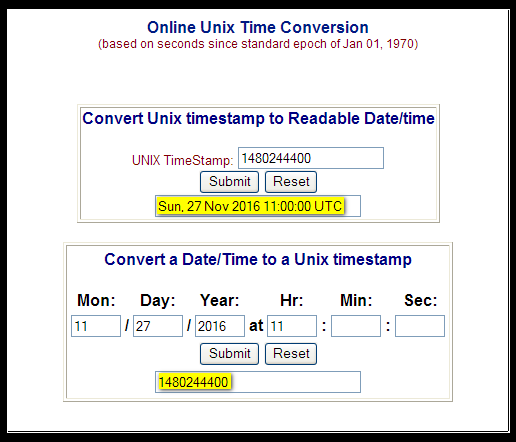 Online Unix Time Conversion
(based on seconds since standard epoch of Jan 01, 1970)
Convert Unix timestamp to Readable Date/time
UNIX TimeStamp: 1480244400
Submit Reset
Sun, 27 Nov 2016 11:00:00 UTC
Convert a Date/Time to a Unix timestamp
Mon: Day: Year: Hr: Min: Sec:
11 / 27 / 2016 at 11 : :
Submit Reset
1480244400